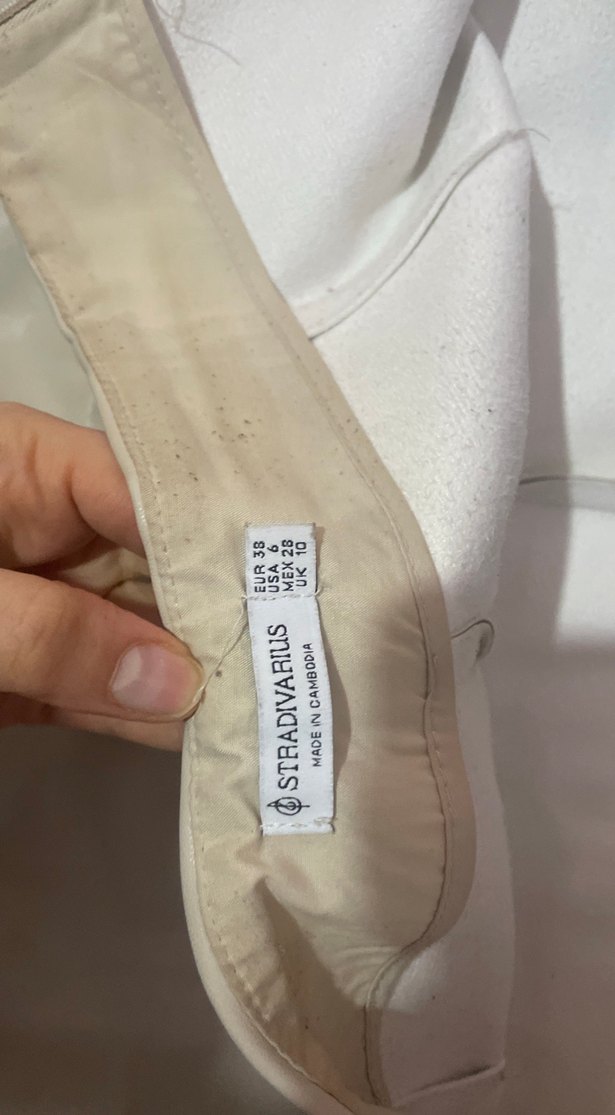 EUR 38
USA 6
MEX 28
UK 10
STRADIVARIUS
MADE IN CAMBODIA